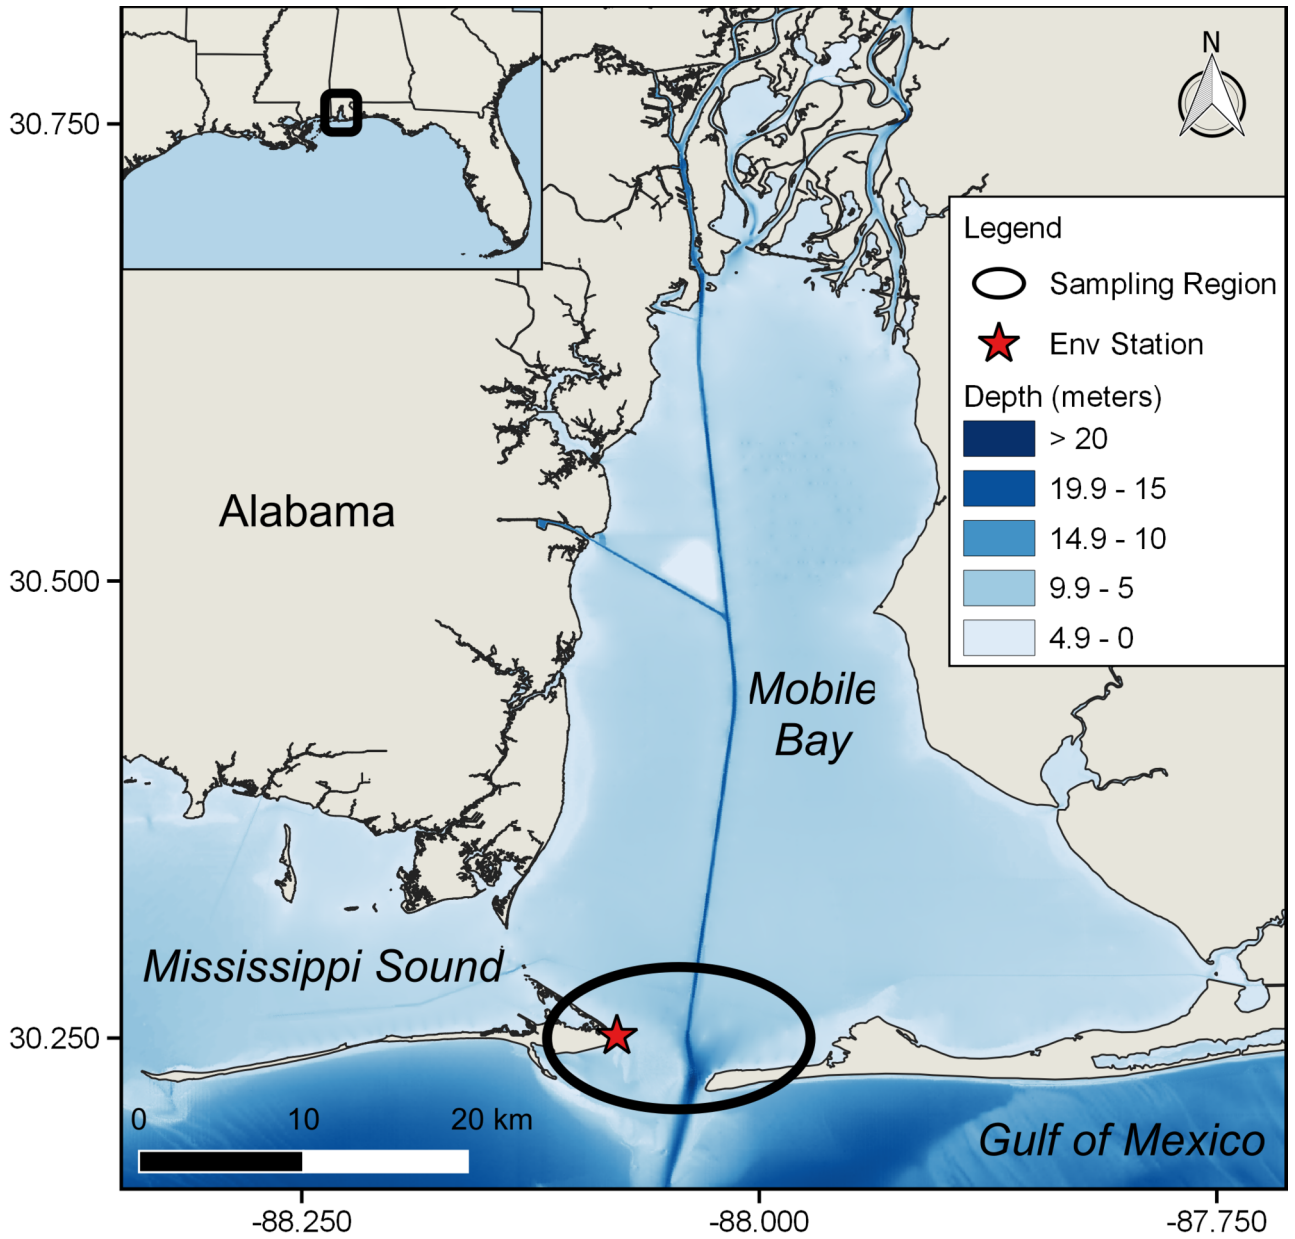 N
30.750
30.500
30.250
Legend
Sampling Region
Env Station
Depth (meters)
> 20
19.9 - 15
14.9 - 10
9.9 - 5
4.9 - 0
Alabama
Mobile
Bay
Mississippi Sound
Gulf of Mexico
0 10 20 km
-88.250 -88.000 -87.750